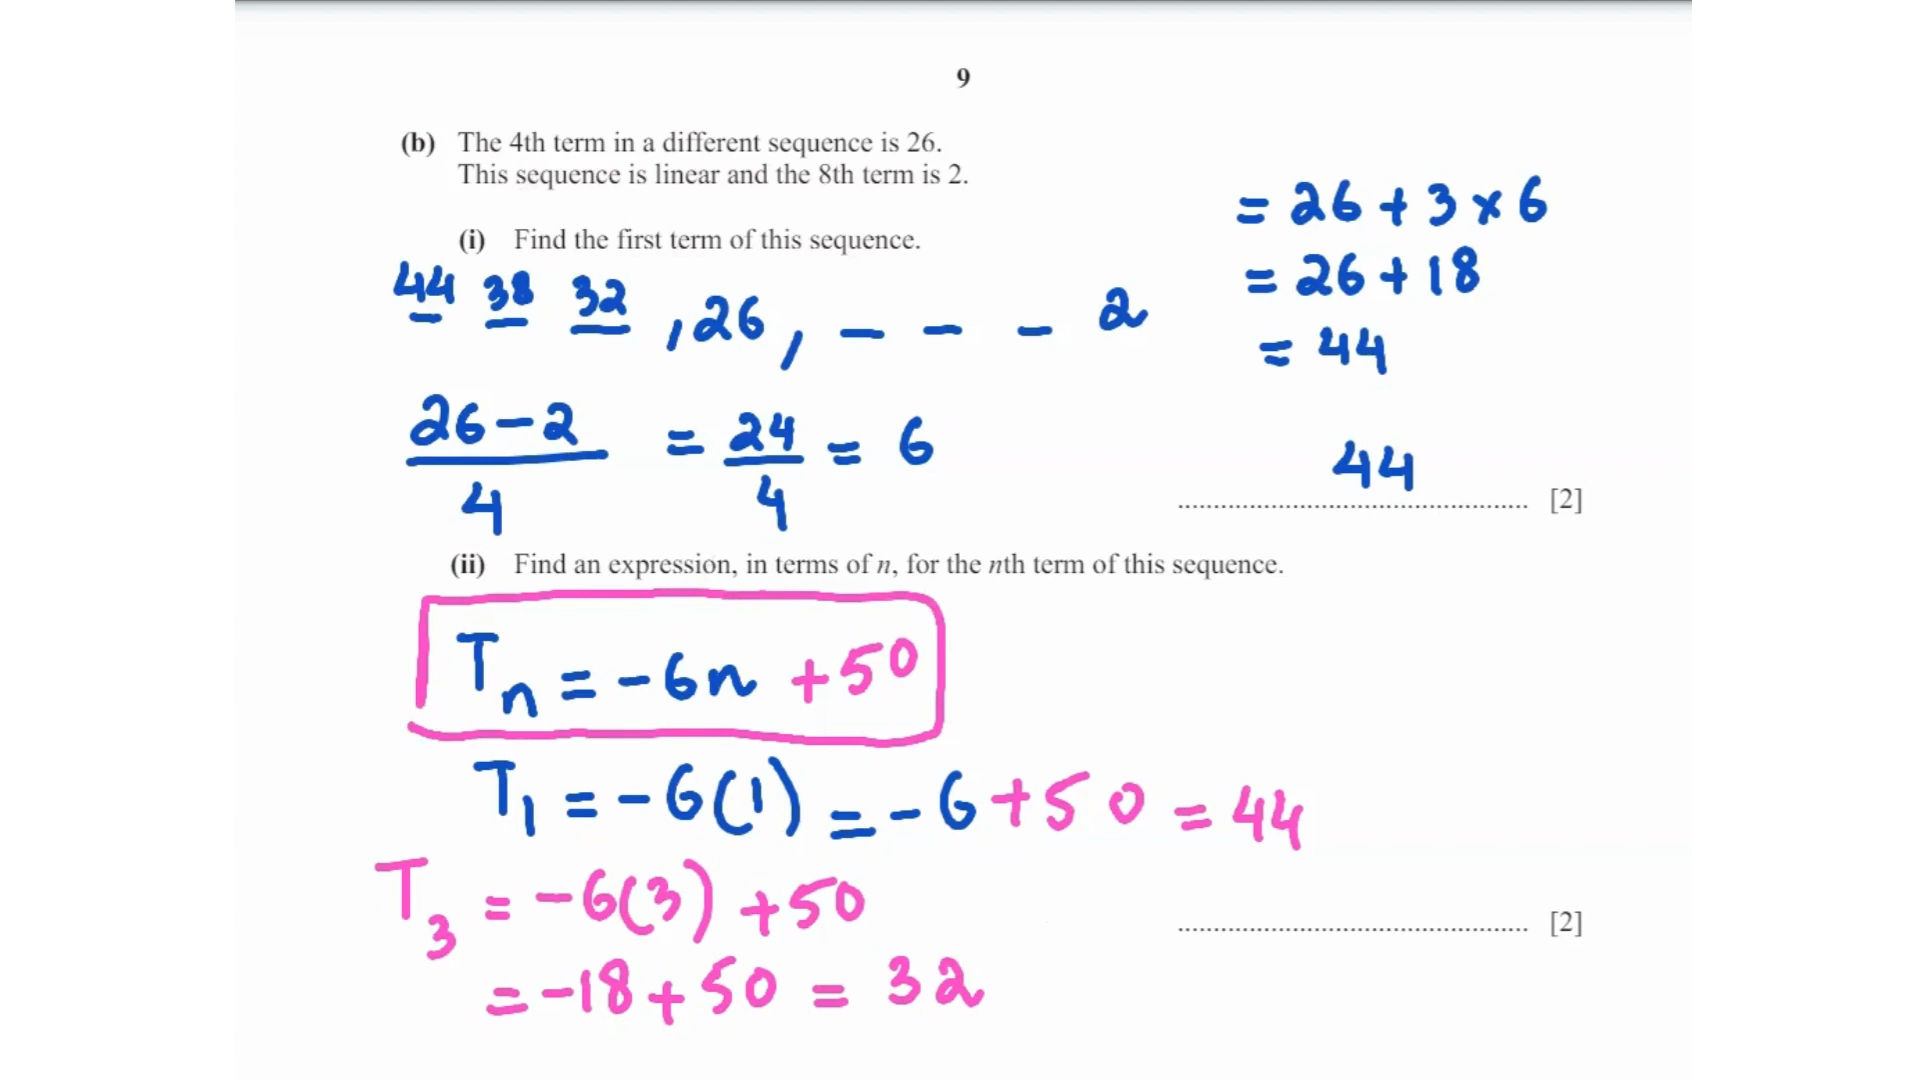 9
(b) The 4th term in a different sequence is 26.
This sequence is linear and the 8th term is 2.
(i) Find the first term of this sequence.
44 38 32 , 26 , – – – 2
26 – 2 / 4 = 24 / 4 = 6
= 26 + 3 × 6
= 26 + 18
= 44
44
........................................ [2]
(ii) Find an expression, in terms of n, for the nth term of this sequence.
Tn = -6n + 50
T1 = -6(1) = -6 + 50 = 44
T3 = -6(3) + 50
= -18 + 50 = 32
........................................ [2]